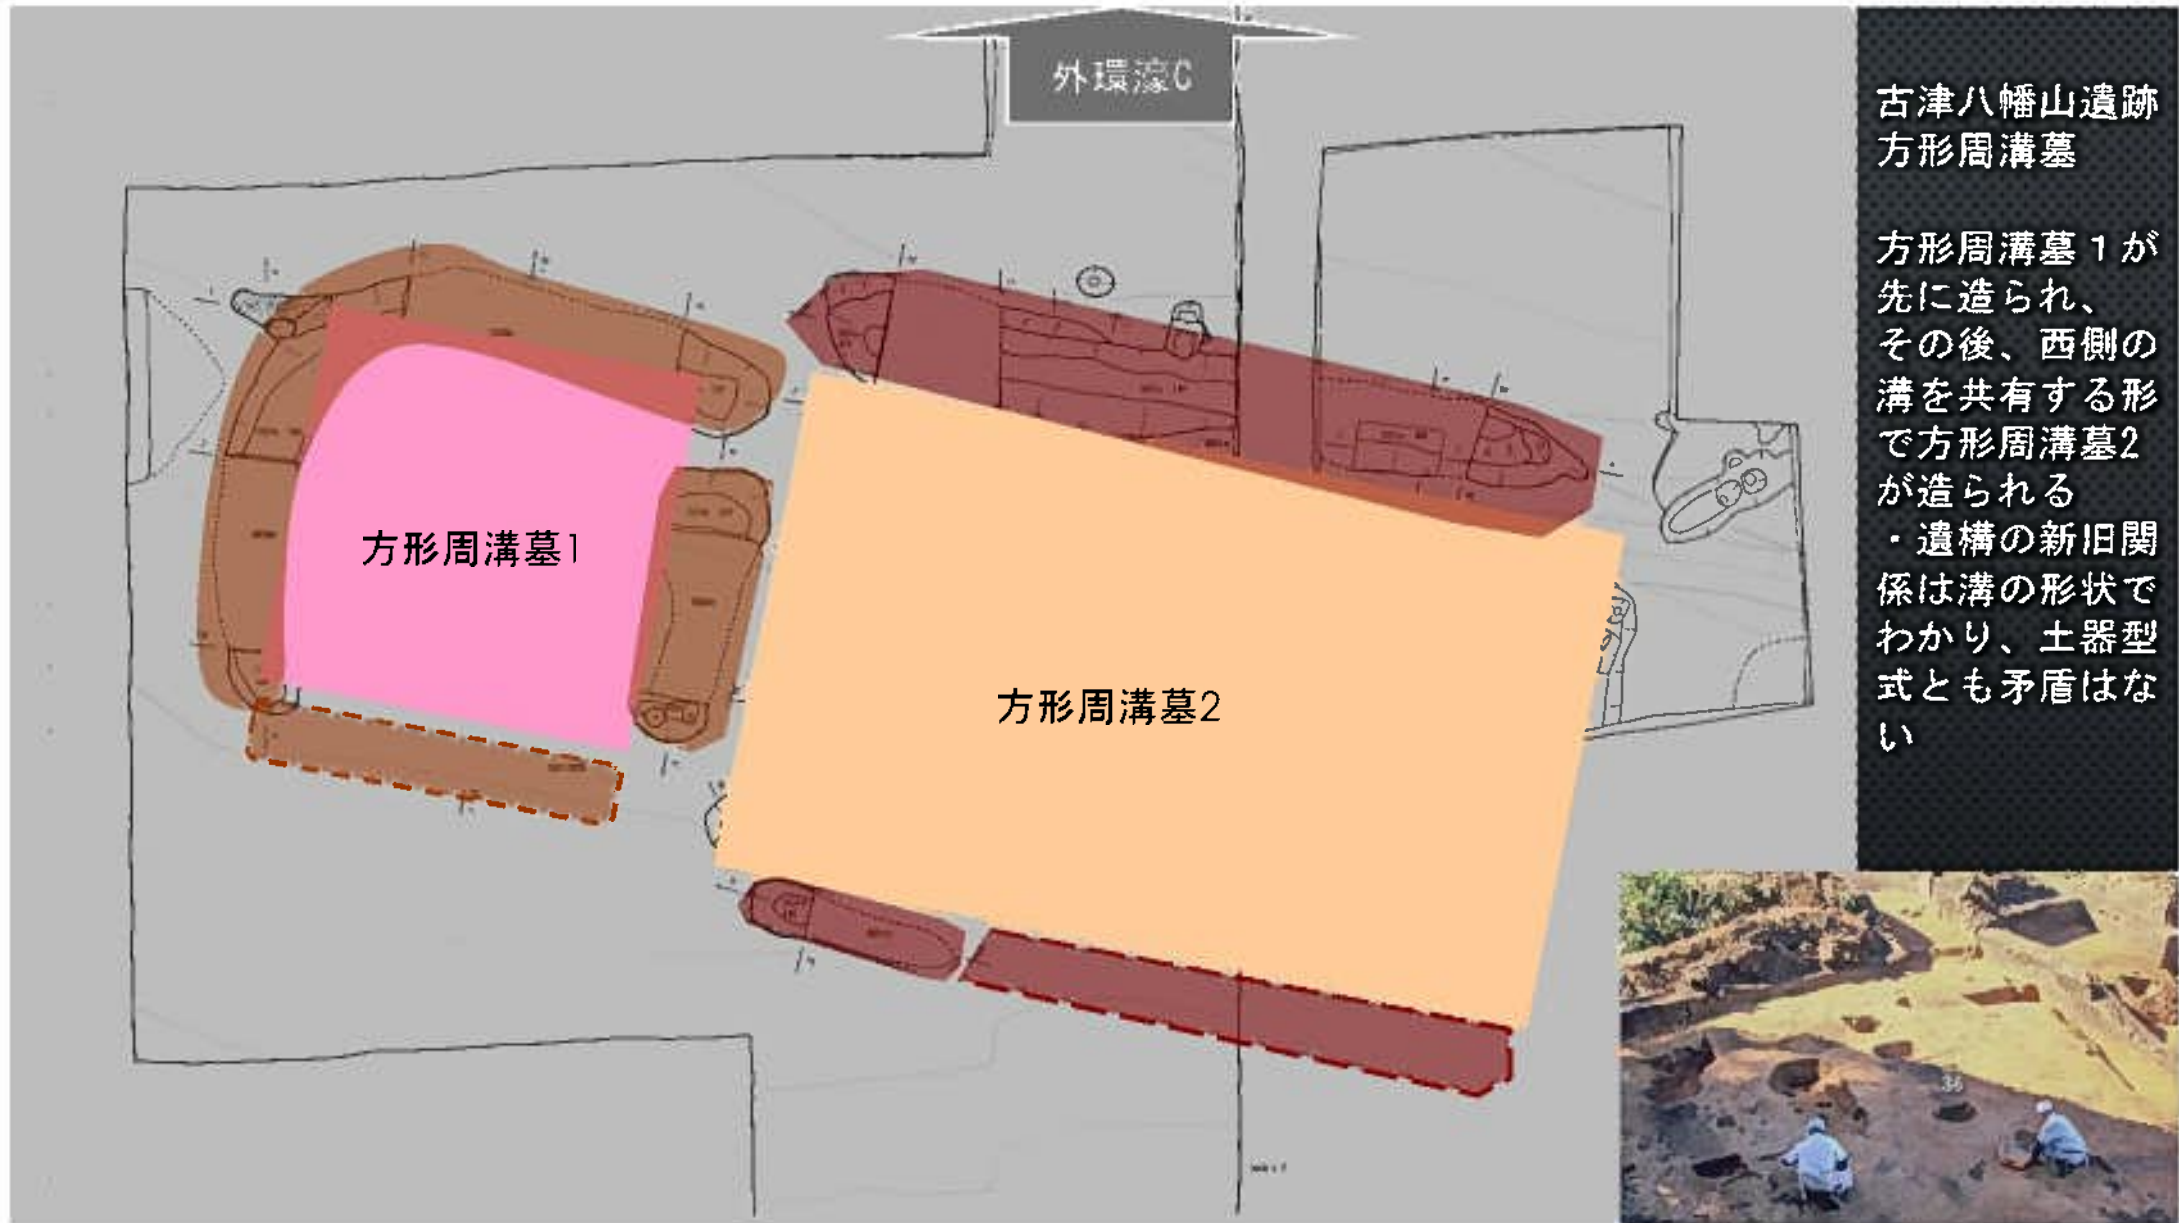 外環濠C
古津八幡山遺跡
方形周溝墓
方形周溝墓１が
先に造られ、
その後、西側の
溝を共有する形
で方形周溝墓2
が造られる
・遺構の新旧関
係は溝の形状で
わかり、土器型
式とも矛盾はな
い
方形周溝墓1
方形周溝墓2
36